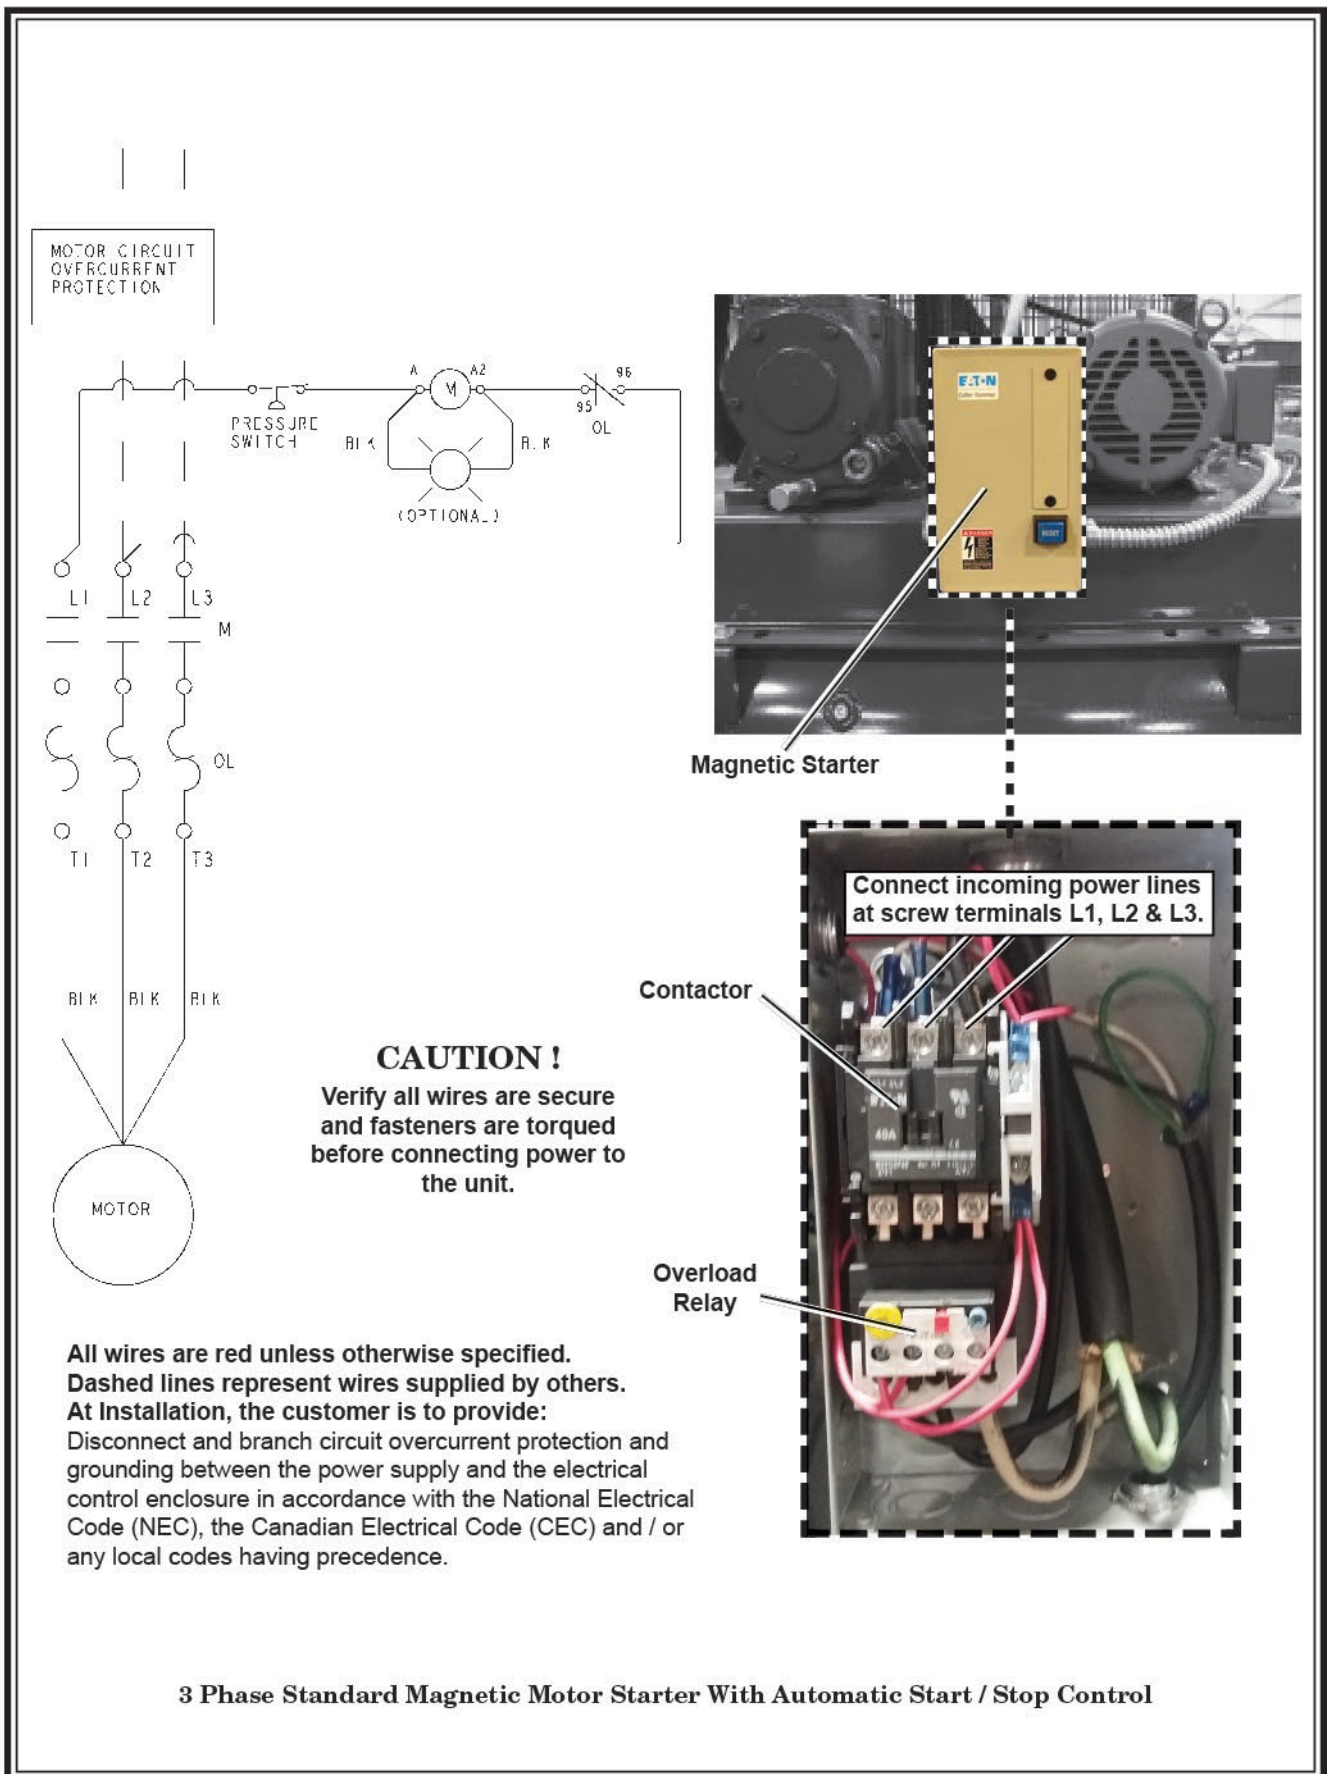 MOTOR CIRCUIT
OVERCURRENT
PROTECTION
A
M
A2
95
96
OL
PRESSURE
SWITCH
BLK
BLK
(OPTIONAL)
L1
L2
L3
M
OL
T1
T2
T3
BLK
BLK
BLK
MOTOR
EATON
Cutler-Hammer
DANGER
RESET
Magnetic Starter
Connect incoming power lines
at screw terminals L1, L2 & L3.
Contactor
40A
Overload
Relay
CAUTION !
Verify all wires are secure
and fasteners are torqued
before connecting power to
the unit.
All wires are red unless otherwise specified.
Dashed lines represent wires supplied by others.
At Installation, the customer is to provide:
Disconnect and branch circuit overcurrent protection and
grounding between the power supply and the electrical
control enclosure in accordance with the National Electrical
Code (NEC), the Canadian Electrical Code (CEC) and / or
any local codes having precedence.
3 Phase Standard Magnetic Motor Starter With Automatic Start / Stop Control